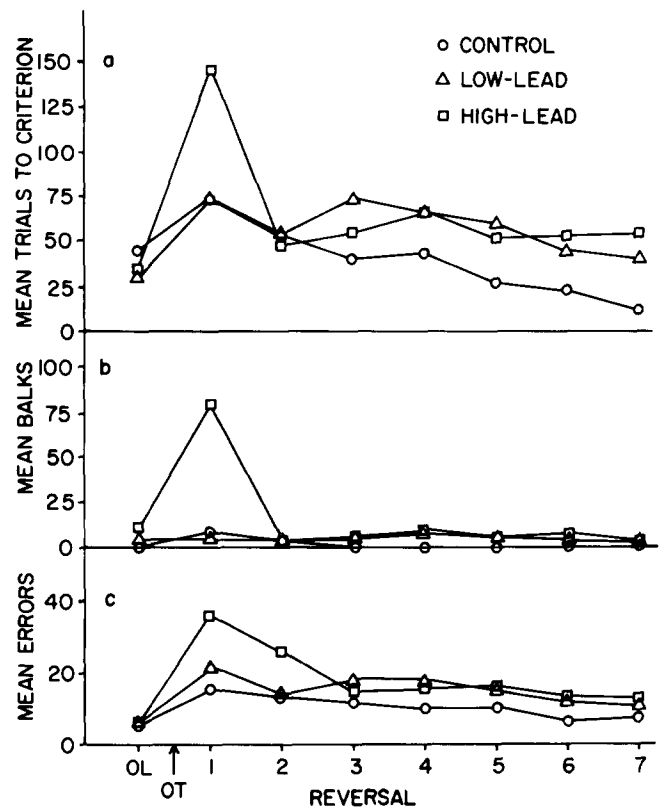 a
CONTROL
LOW-LEAD
HIGH-LEAD
MEAN TRIALS TO CRITERION
150
125
100
75
50
25
0
b
MEAN BALKS
100
75
50
25
0
c
MEAN ERRORS
40
20
0
OL 1 2 3 4 5 6 7
OT
REVERSAL